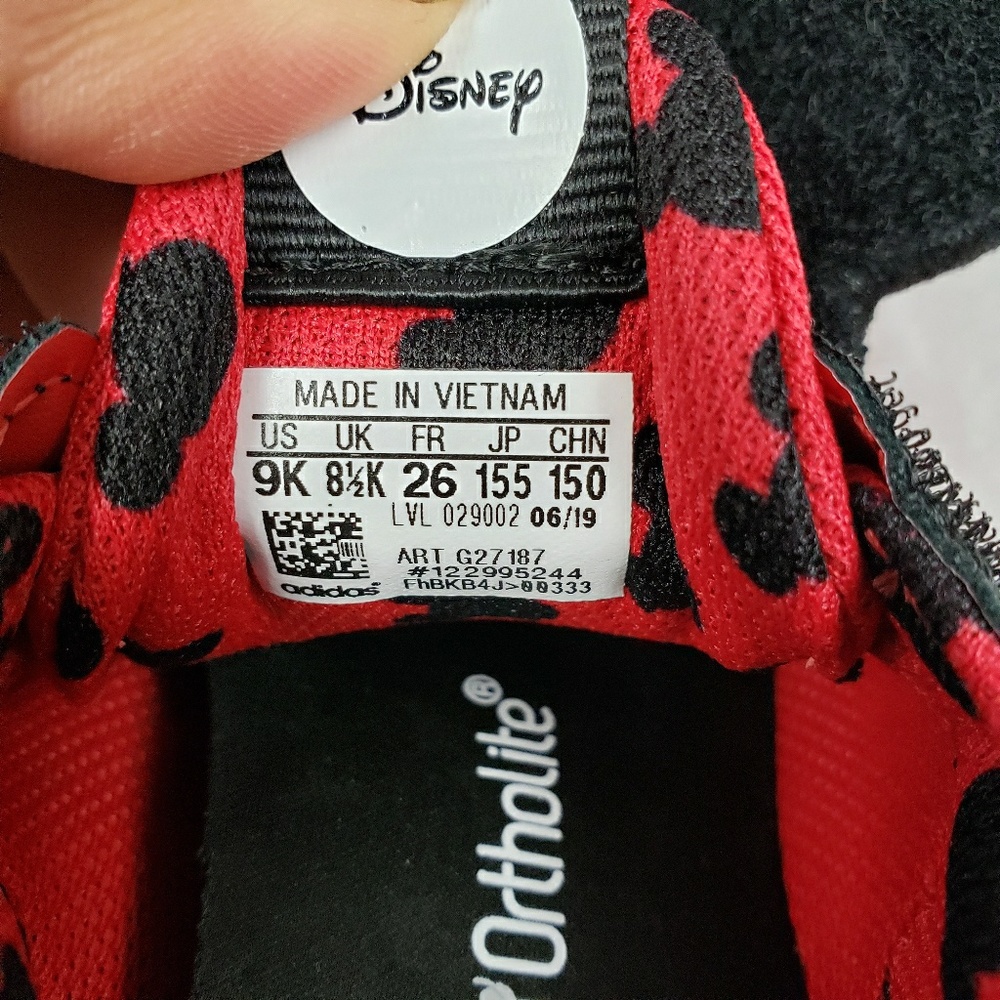 Disney
MADE IN VIETNAM
US UK FR JP CHN
9K 8½K 26 155 150
LVL 029002 06/19
ART G27187
#122995244
FhBKB4J>00333
adidas®
Ortholite®